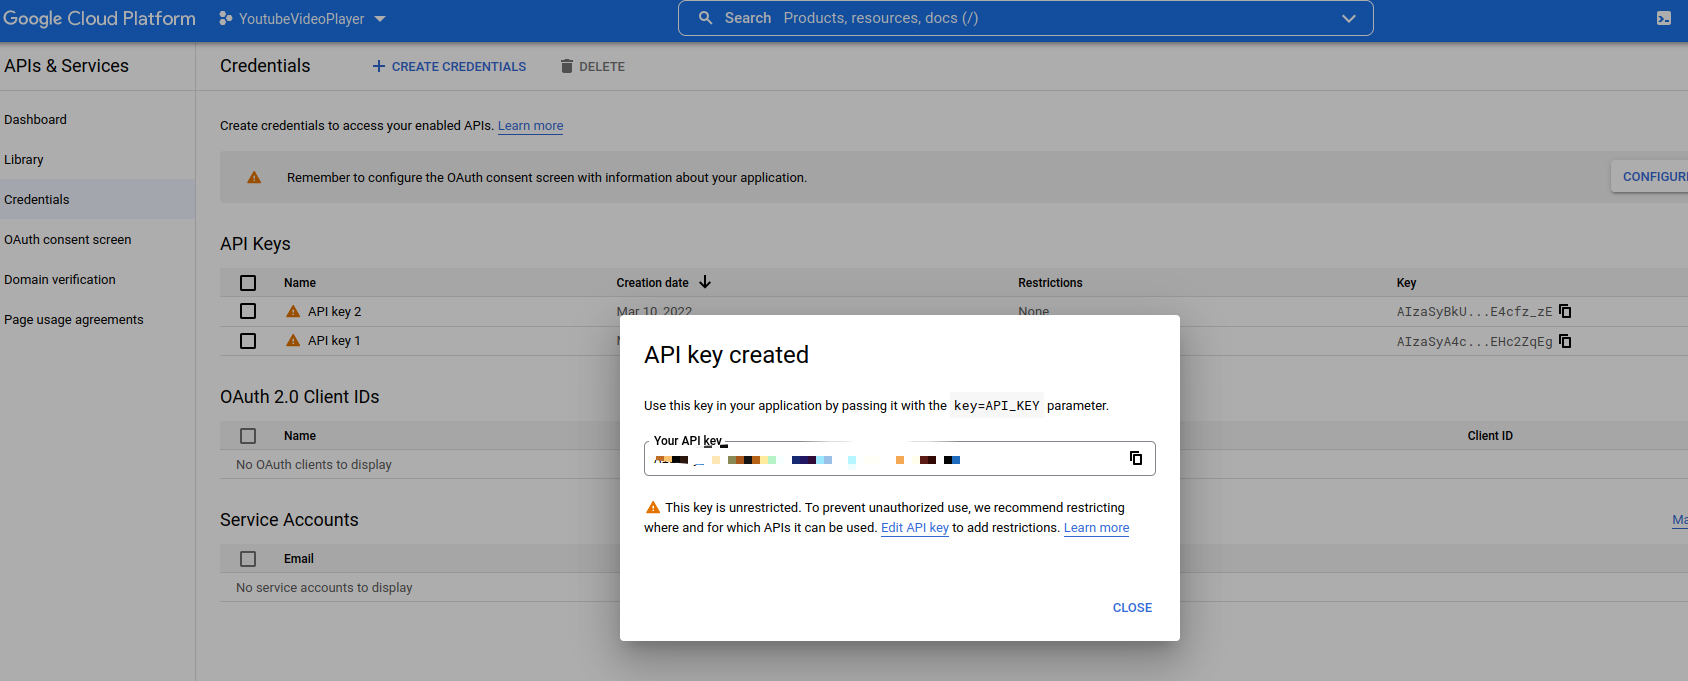 Google Cloud Platform YoutubeVideoPlayer Search Products, resources, docs (/)
APIs & Services
Credentials CREATE CREDENTIALS DELETE
Dashboard
Library
Credentials
OAuth consent screen
Domain verification
Page usage agreements
Create credentials to access your enabled APIs. Learn more
Remember to configure the OAuth consent screen with information about your application. CONFIGUR
API Keys
Name Creation date Restrictions Key
API key 2 Mar 10, 2022 None AIzaSyBkU...E4cfz_zE
API key 1 AIzaSyA4c...EHc2ZqEg
OAuth 2.0 Client IDs
Name Client ID
No OAuth clients to display
Service Accounts Ma
Email
No service accounts to display
API key created
Use this key in your application by passing it with the key=API_KEY parameter.
Your API key
This key is unrestricted. To prevent unauthorized use, we recommend restricting
where and for which APIs it can be used. Edit API key to add restrictions. Learn more
CLOSE